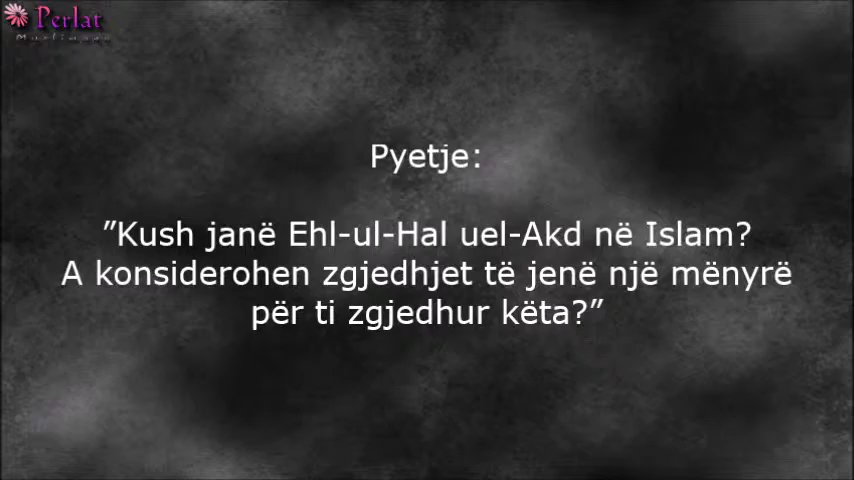 Perlat
Muslimane
Pyetje:
”Kush janë Ehl-ul-Hal uel-Akd në Islam?
A konsiderohen zgjedhjet të jenë një mënyrë
për ti zgjedhur këta?”